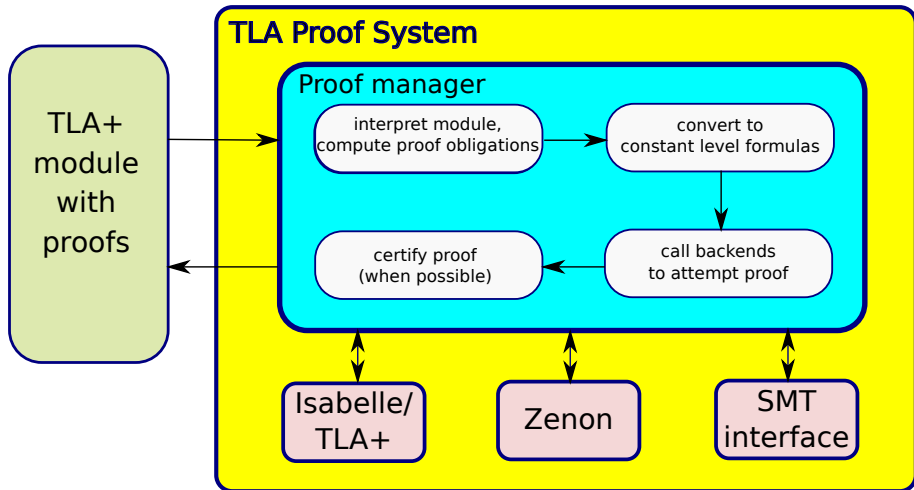 TLA Proof System
TLA+
module
with
proofs
Proof manager
interpret module,
compute proof obligations
convert to
constant level formulas
certify proof
(when possible)
call backends
to attempt proof
Isabelle/
TLA+
Zenon
SMT
interface